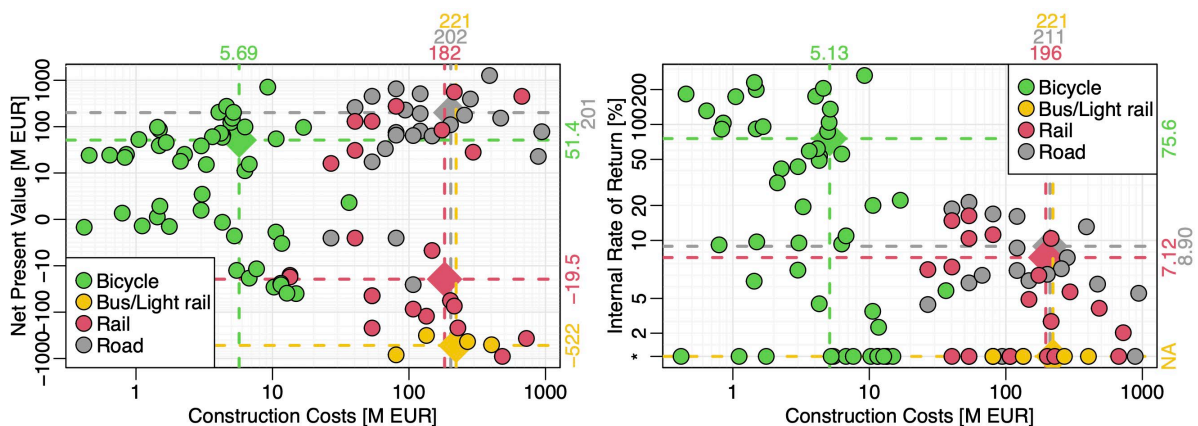 221
202
5.69
182
1000
100
10
0
-10
-100
-1000
Net Present Value [M EUR]
201
51.4
-19.5
-522
Bicycle
Bus/Light rail
Rail
Road
1
10
100
1000
Construction Costs [M EUR]
221
211
5.13
196
200
100
50
20
10
5
2
*
Internal Rate of Return [%]
Bicycle
Bus/Light rail
Rail
Road
75.6
7.12
8.90
NA
1
10
100
1000
Construction Costs [M EUR]